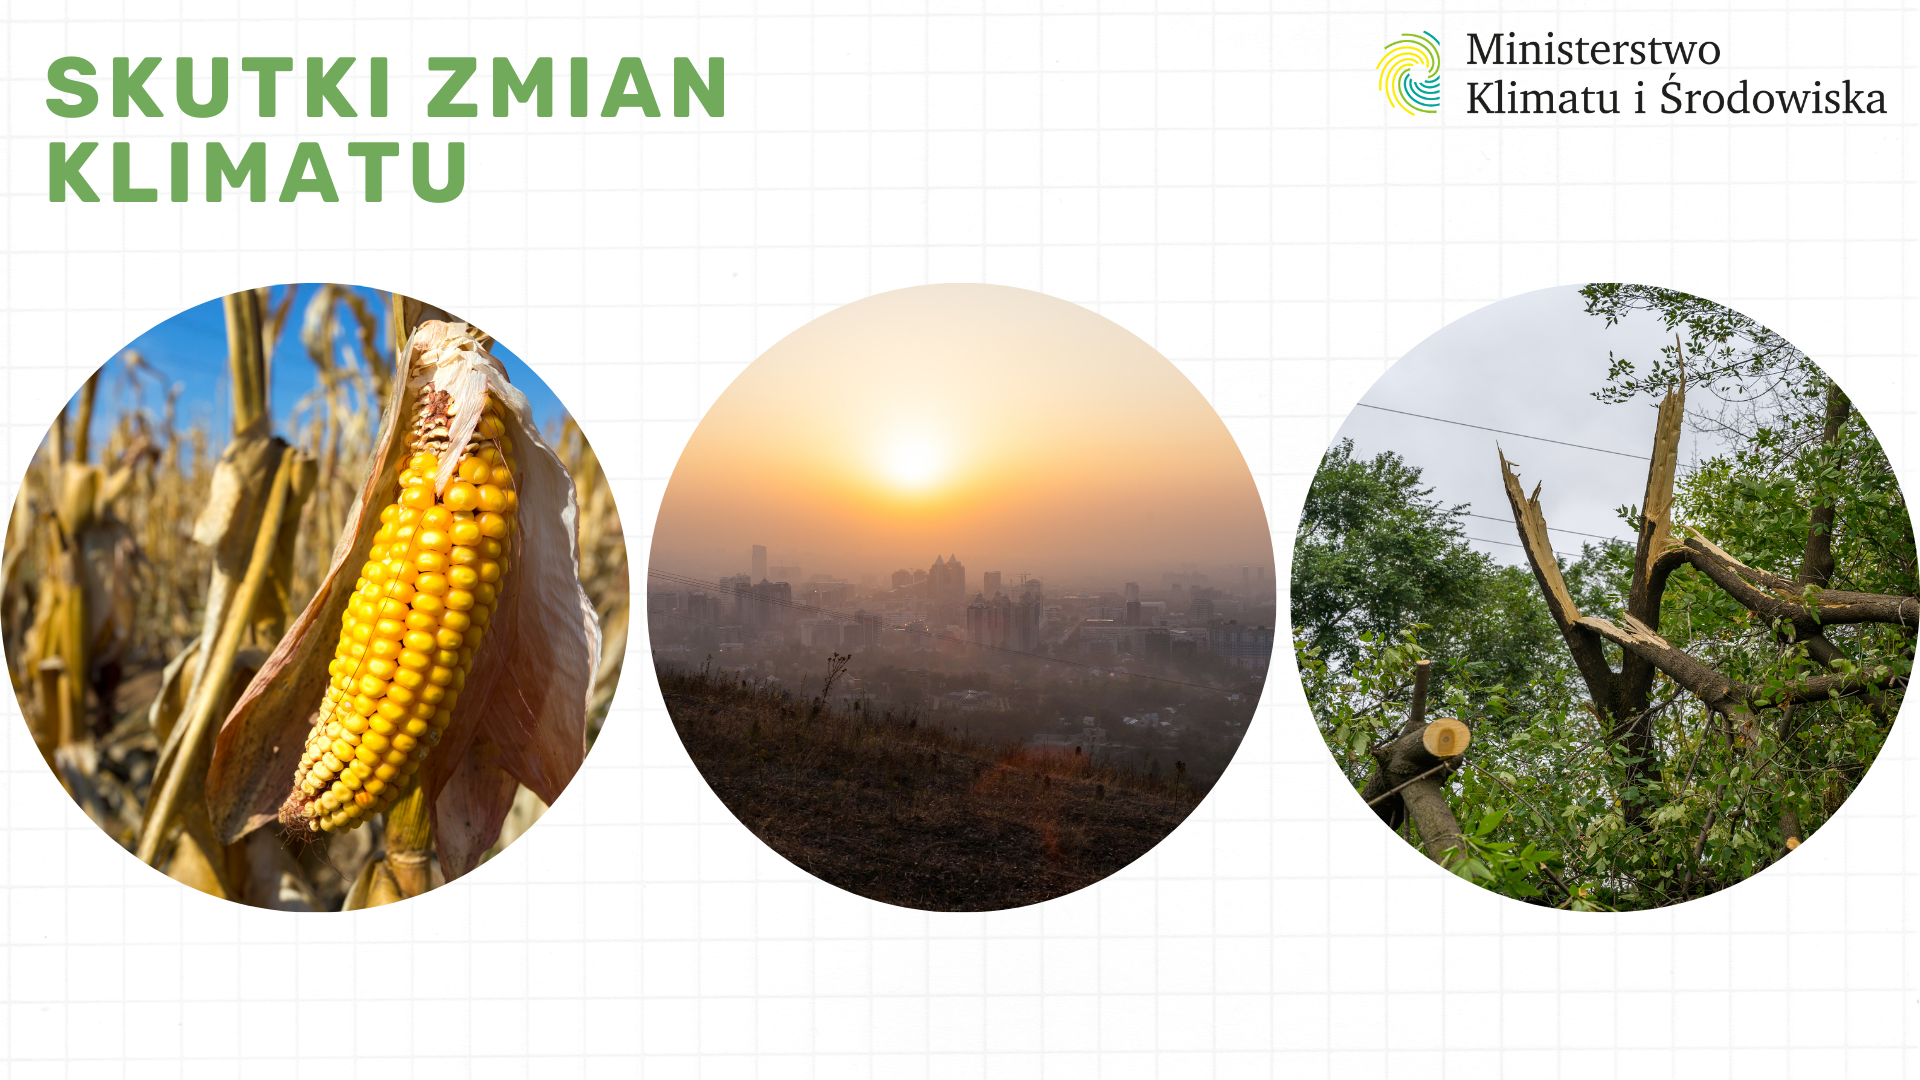 SKUTKI ZMIAN
KLIMATU
Ministerstwo
Klimatu i Środowiska